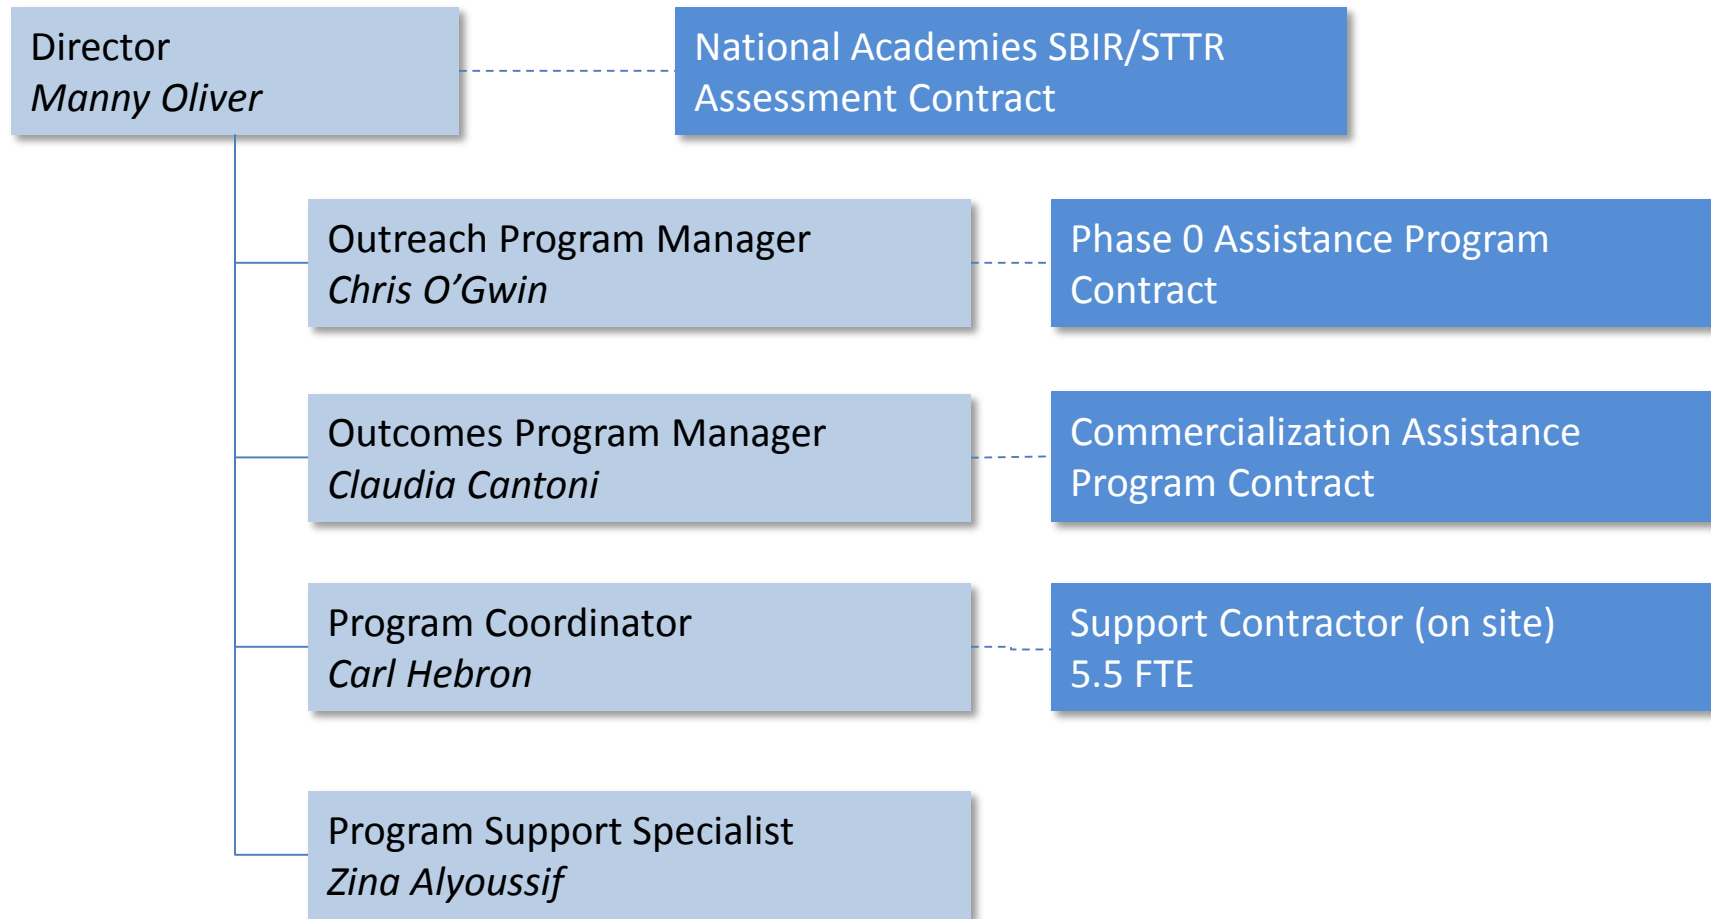 Director
Manny Oliver
National Academies SBIR/STTR
Assessment Contract
Outreach Program Manager
Chris O’Gwin
Phase 0 Assistance Program
Contract
Outcomes Program Manager
Claudia Cantoni
Commercialization Assistance
Program Contract
Program Coordinator
Carl Hebron
Support Contractor (on site)
5.5 FTE
Program Support Specialist
Zina Alyoussif